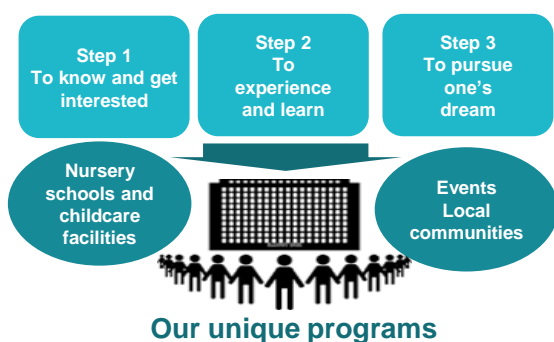 Step 1
To know and get
interested
Step 2
To
experience
and learn
Step 3
To pursue
one's
dream
Nursery
schools and
childcare
facilities
Events
Local
communities
Our unique programs